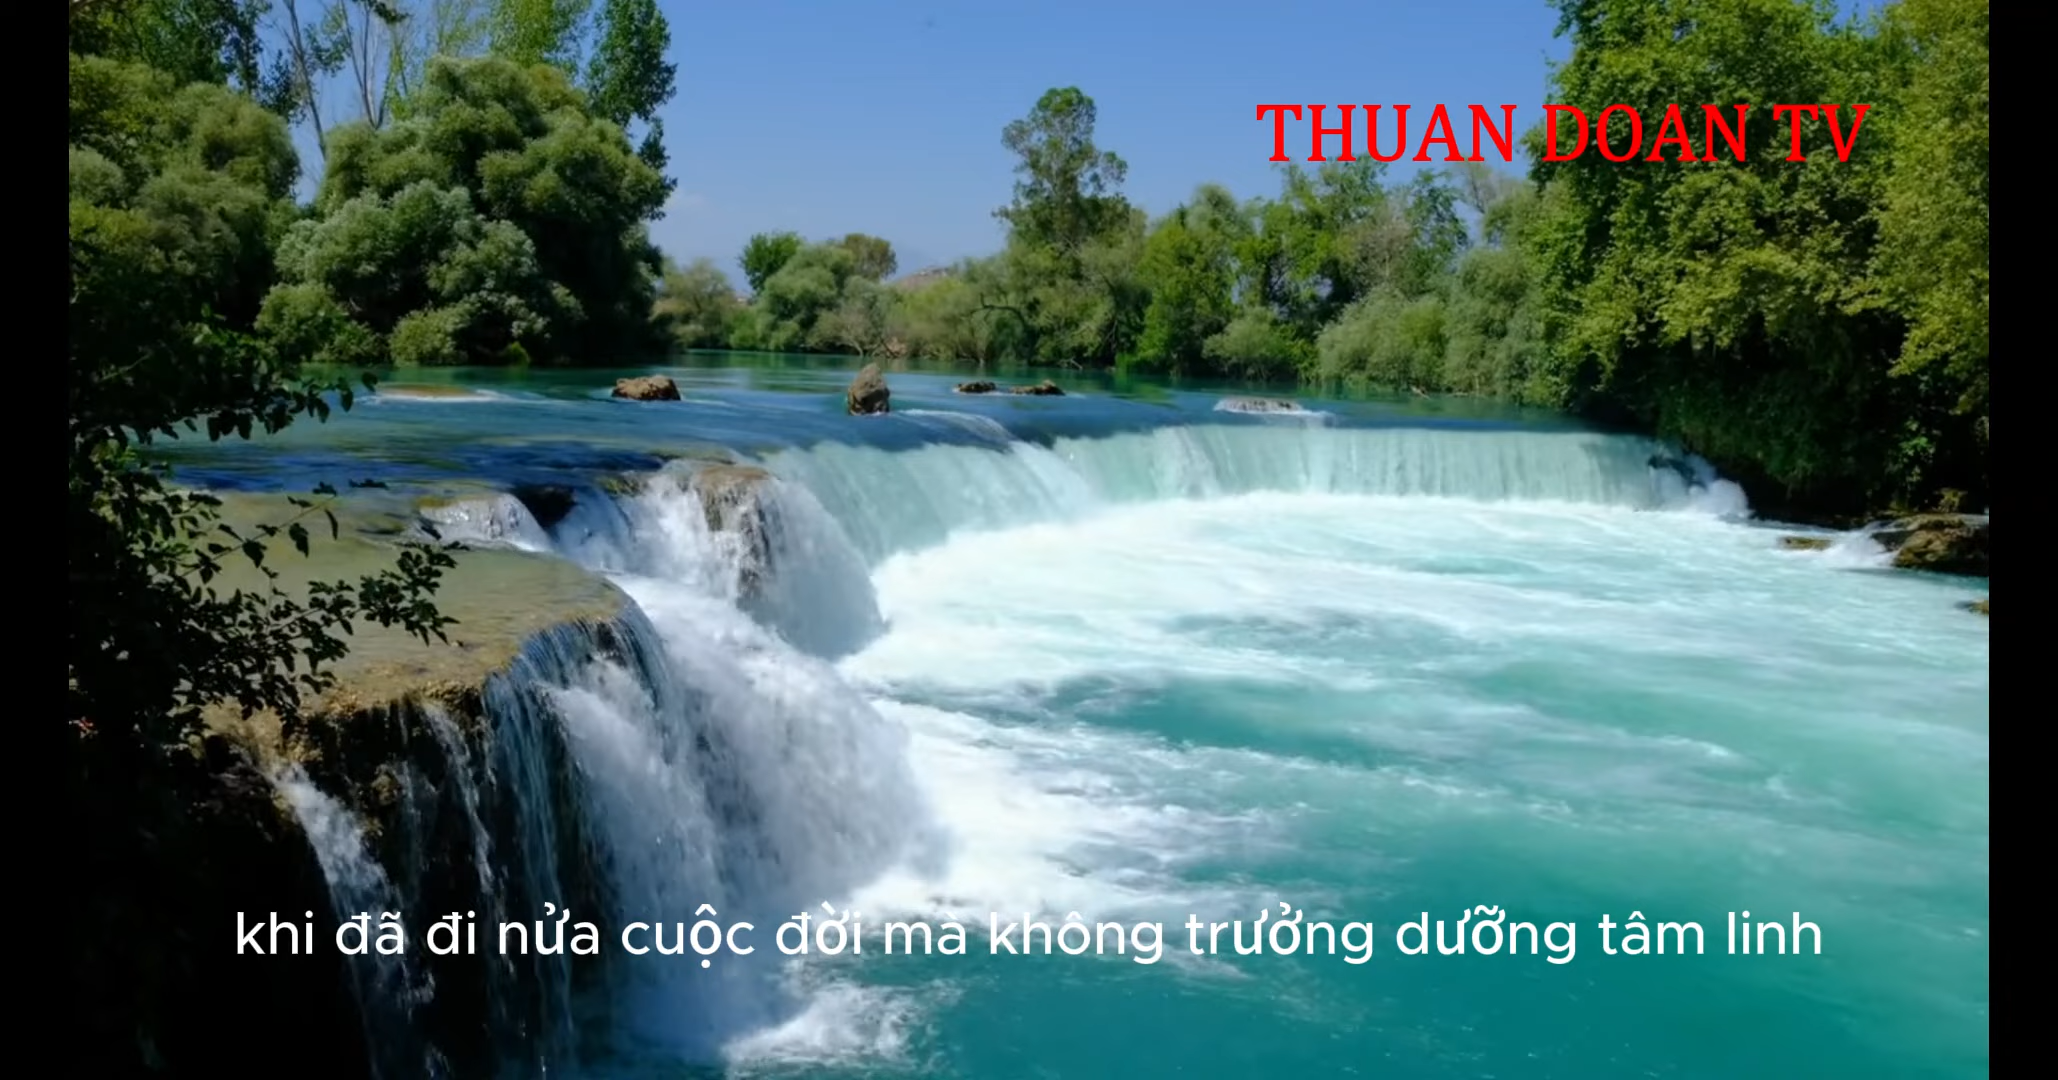 THUAN DOAN TV
khi đã đi nửa cuộc đời mà không trưởng dưỡng tâm linh